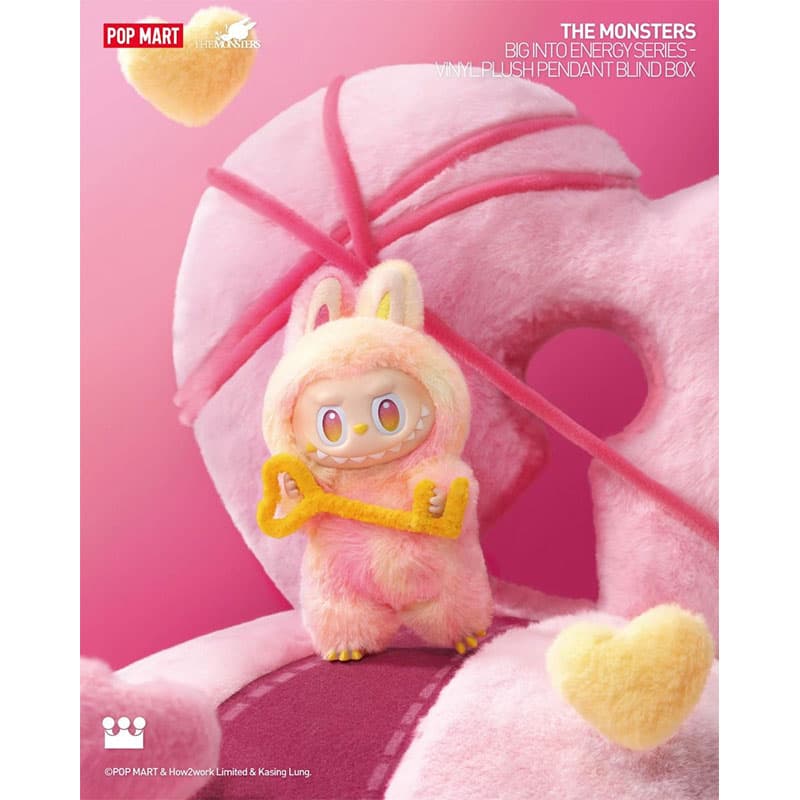 POP MART
THE MONSTERS
THE MONSTERS
BIG INTO ENERGY SERIES -
VINYL PLUSH PENDANT BLIND BOX
©POP MART & How2work Limited & Kasing Lung.